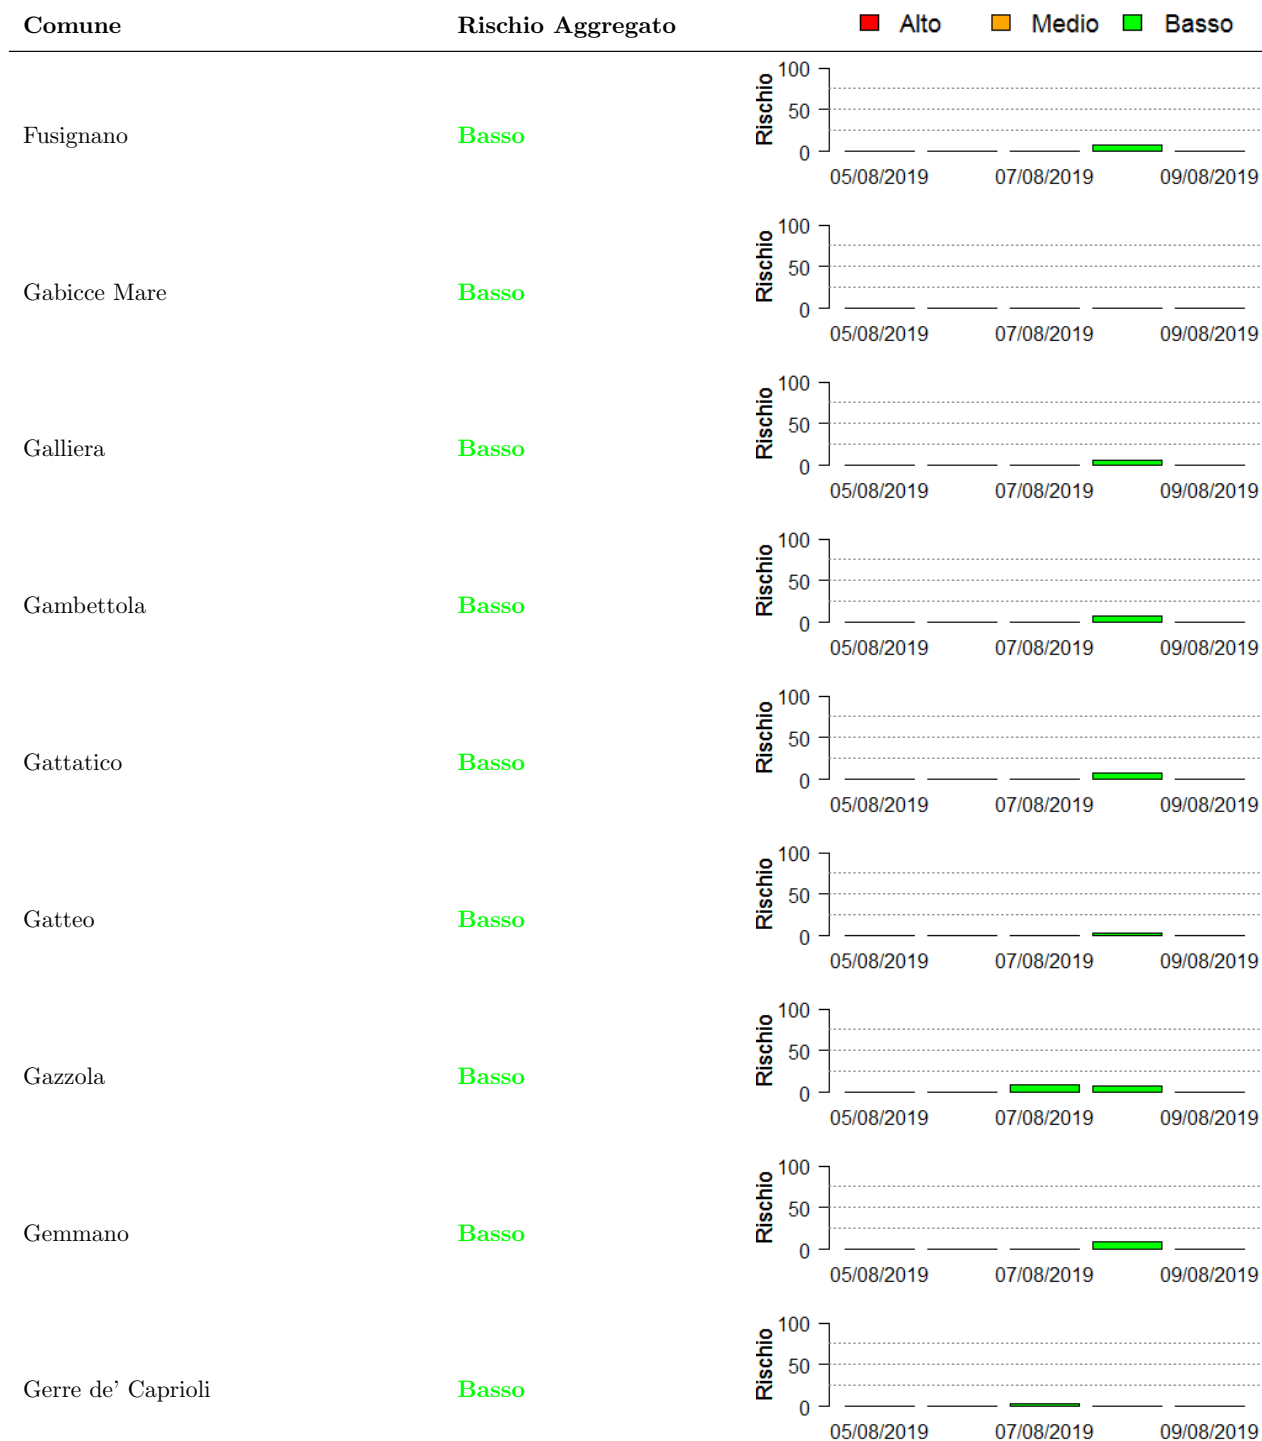 Comune Rischio Aggregato Alto Medio Basso
Fusignano Basso Rischio 100 50 0
05/08/2019 07/08/2019 09/08/2019
Gabicce Mare Basso Rischio 100 50 0
05/08/2019 07/08/2019 09/08/2019
Galliera Basso Rischio 100 50 0
05/08/2019 07/08/2019 09/08/2019
Gambettola Basso Rischio 100 50 0
05/08/2019 07/08/2019 09/08/2019
Gattatico Basso Rischio 100 50 0
05/08/2019 07/08/2019 09/08/2019
Gatteo Basso Rischio 100 50 0
05/08/2019 07/08/2019 09/08/2019
Gazzola Basso Rischio 100 50 0
05/08/2019 07/08/2019 09/08/2019
Gemmano Basso Rischio 100 50 0
05/08/2019 07/08/2019 09/08/2019
Gerre de' Caprioli Basso Rischio 100 50 0
05/08/2019 07/08/2019 09/08/2019